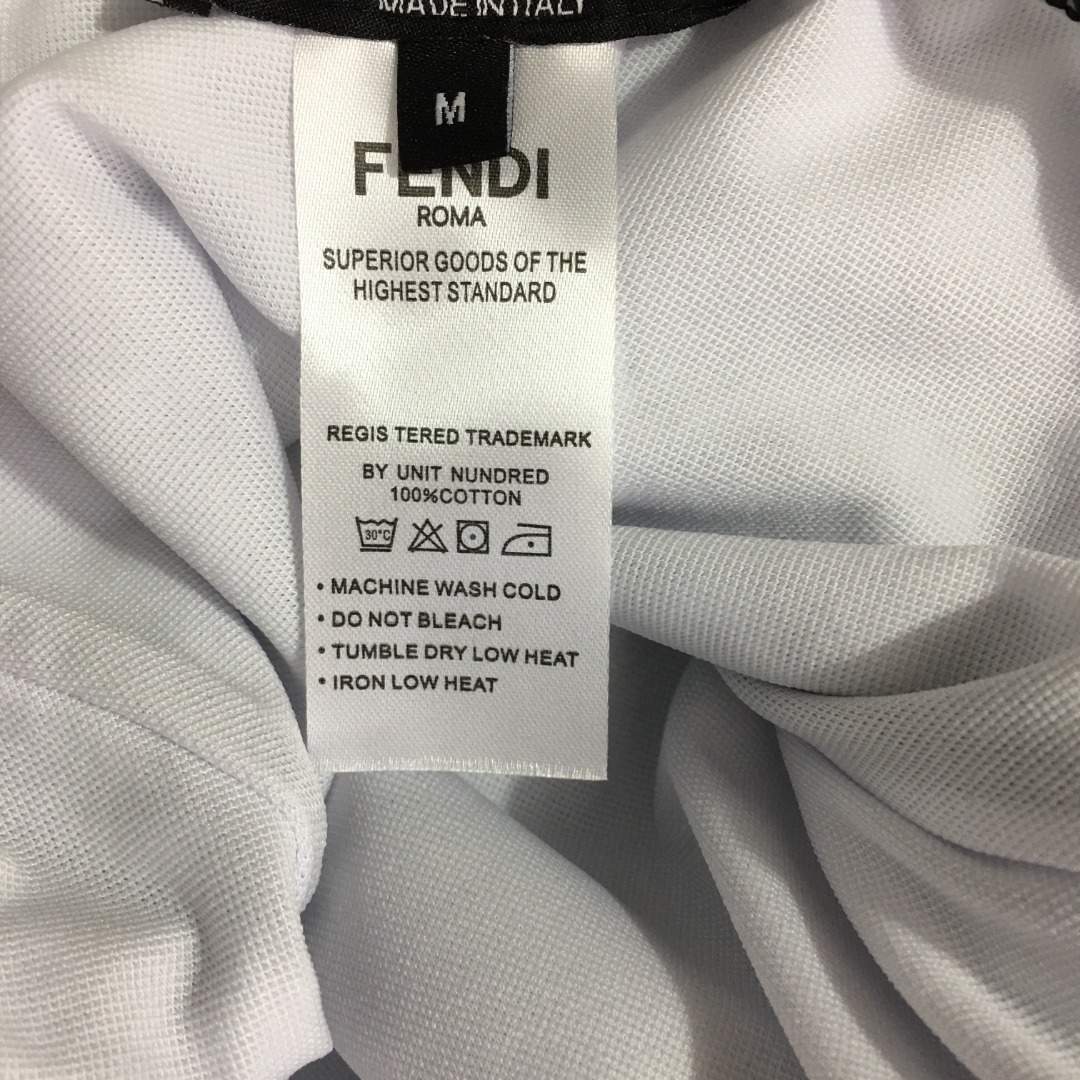 MADE IN ITALY
M
FENDI
ROMA
SUPERIOR GOODS OF THE
HIGHEST STANDARD
REGIS TERED TRADEMARK
BY UNIT NUNDRED
100%COTTON
30°C
• MACHINE WASH COLD
• DO NOT BLEACH
• TUMBLE DRY LOW HEAT
• IRON LOW HEAT